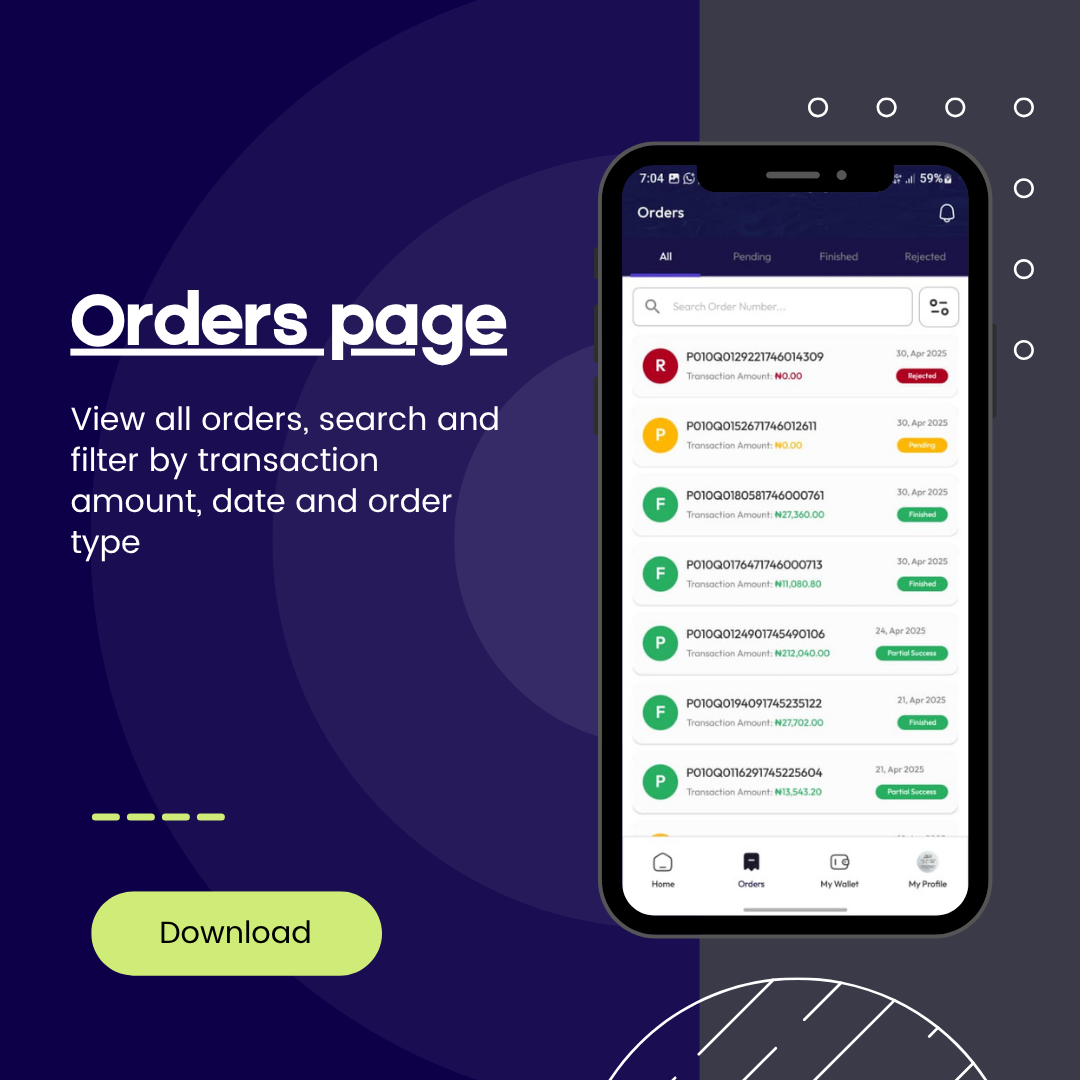 Orders page
View all orders, search and
filter by transaction
amount, date and order
type
Download
7:04
59%
Orders
All Pending Finished Rejected
Search Order Number...
R P010Q0129221746014309 30, Apr 2025
Transaction Amount: ₦0.00 Rejected
P P010Q0152671746012611 30, Apr 2025
Transaction Amount: ₦0.00 Pending
F P010Q0180581746000761 30, Apr 2025
Transaction Amount: ₦27,360.00 Finished
F P010Q0176471746000713 30, Apr 2025
Transaction Amount: ₦11,080.80 Finished
P P010Q0124901745490106 24, Apr 2025
Transaction Amount: ₦212,040.00 Partial Success
F P010Q0194091745235122 21, Apr 2025
Transaction Amount: ₦27,702.00 Finished
P P010Q0116291745225604 21, Apr 2025
Transaction Amount: ₦13,543.20 Partial Success
Home Orders My Wallet My Profile